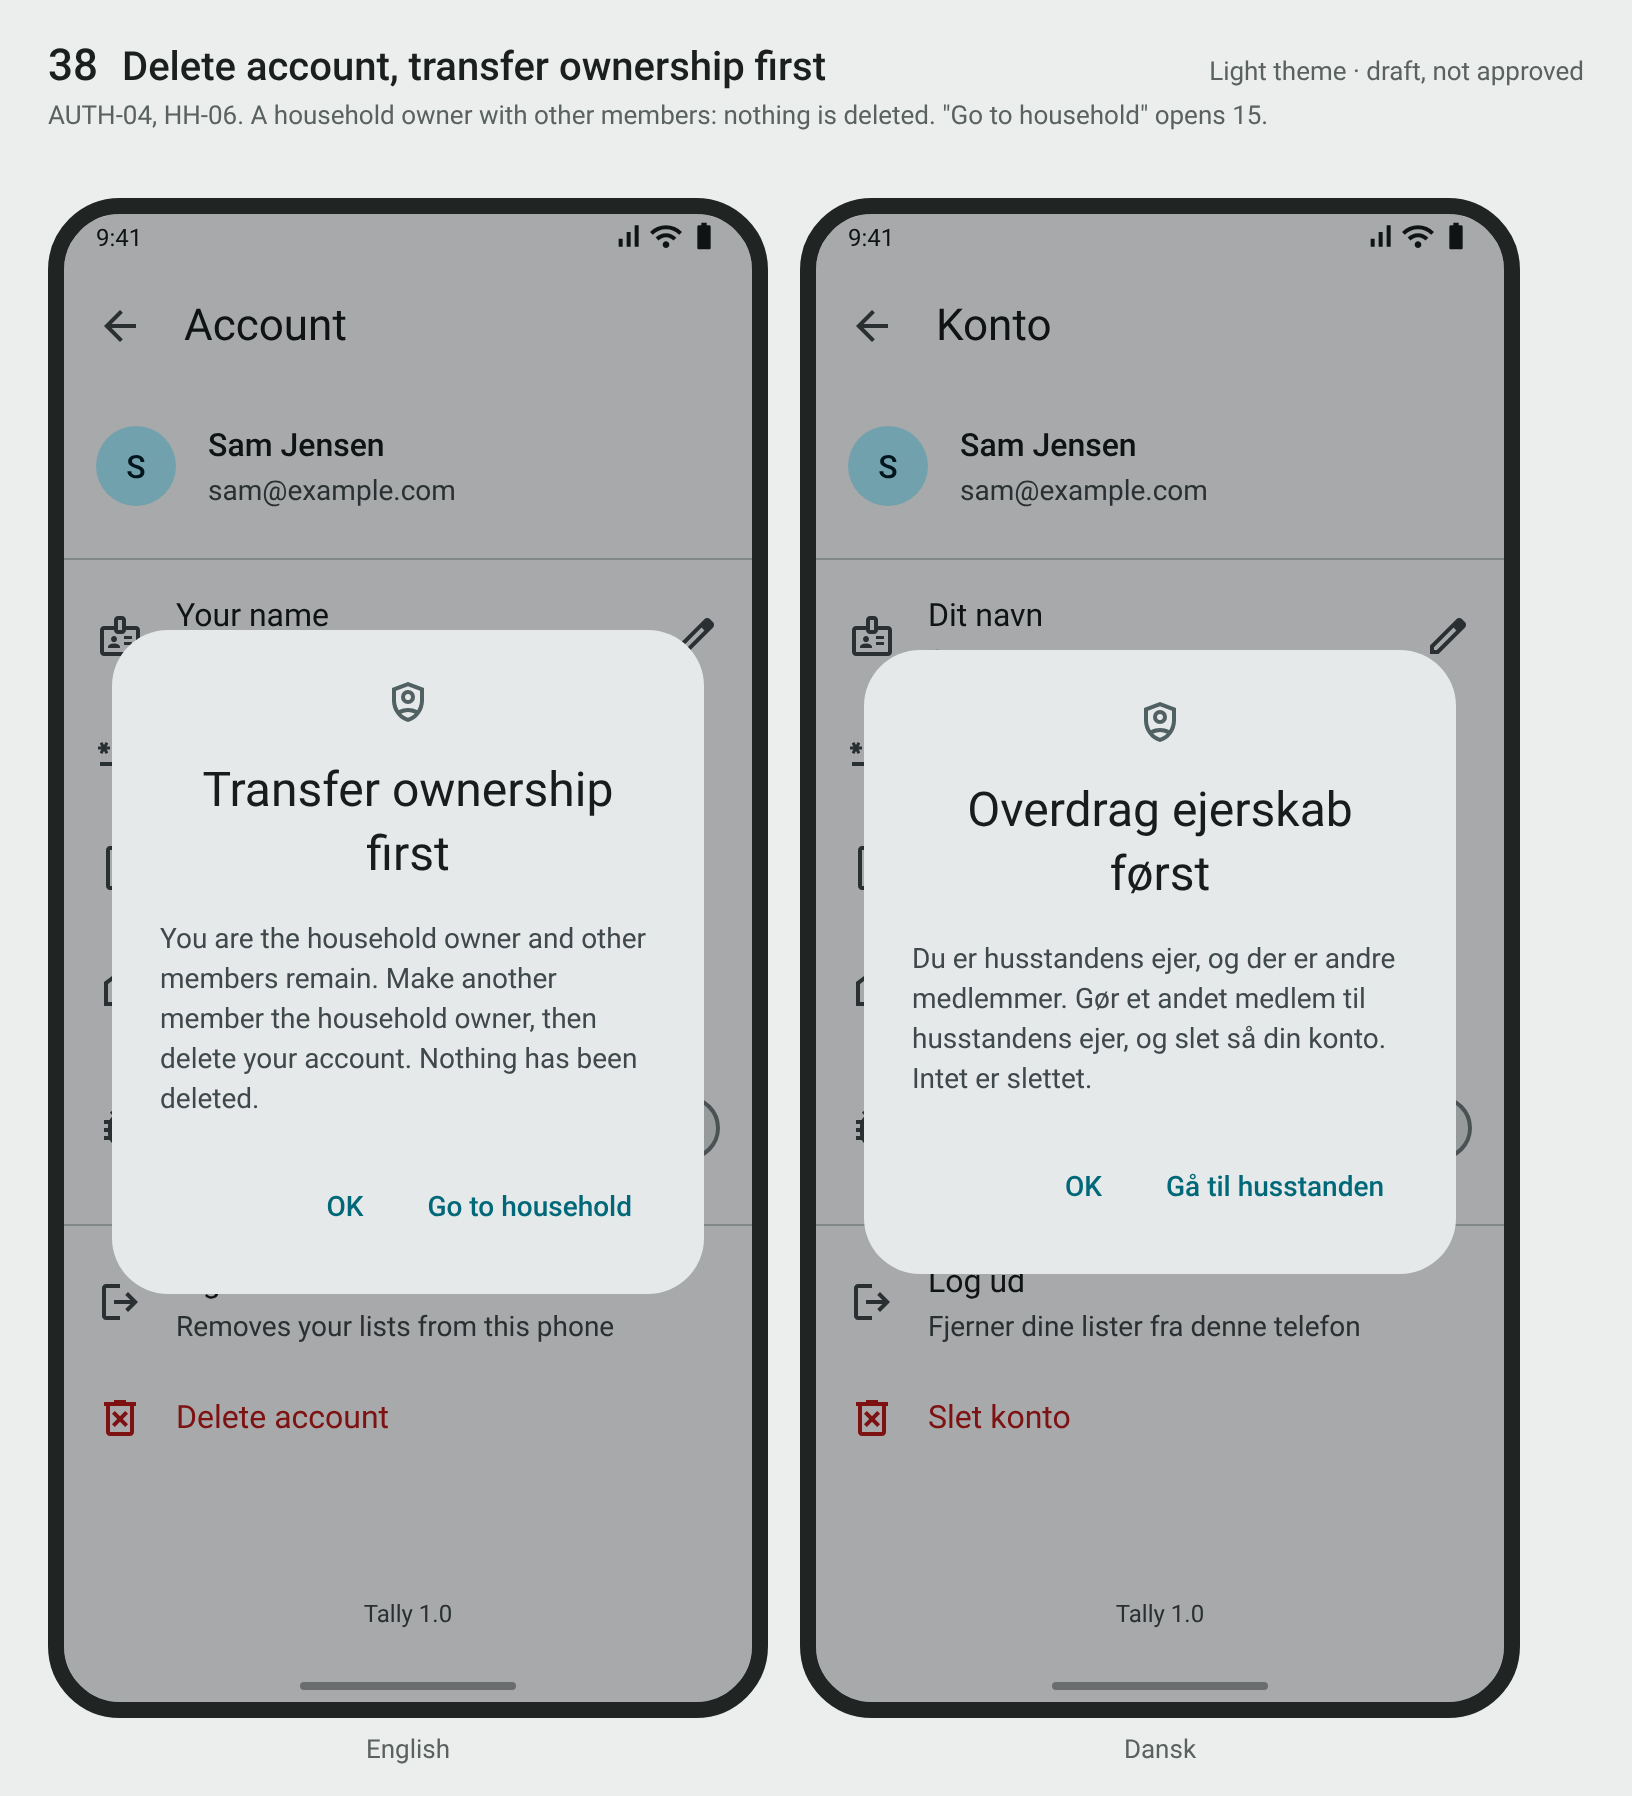 38 Delete account, transfer ownership first
Light theme · draft, not approved
AUTH-04, HH-06. A household owner with other members: nothing is deleted. "Go to household" opens 15.
9:41
Account
S
Sam Jensen
sam@example.com
Your name
Transfer ownership
first
You are the household owner and other
members remain. Make another
member the household owner, then
delete your account. Nothing has been
deleted.
OK
Go to household
Removes your lists from this phone
Delete account
Tally 1.0
English
9:41
Konto
S
Sam Jensen
sam@example.com
Dit navn
Overdrag ejerskab
først
Du er husstandens ejer, og der er andre
medlemmer. Gør et andet medlem til
husstandens ejer, og slet så din konto.
Intet er slettet.
OK
Gå til husstanden
Log ud
Fjerner dine lister fra denne telefon
Slet konto
Tally 1.0
Dansk